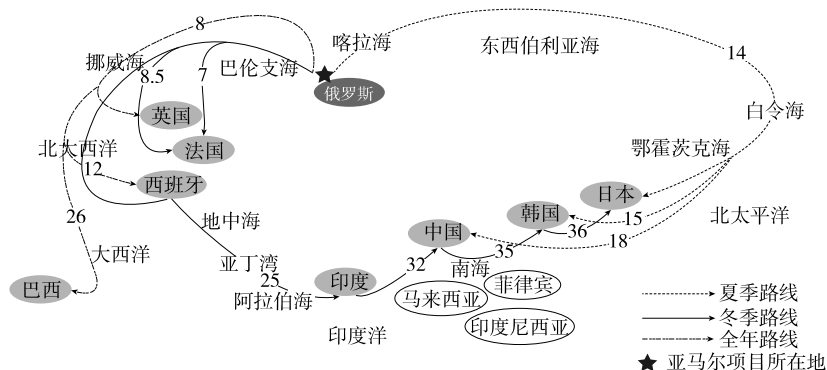 8
喀拉海
东西伯利亚海
14
挪威海
8.5
7
巴伦支海
俄罗斯
白令海
英国
北大西洋
法国
鄂霍茨克海
12
西班牙
日本
26
地中海
韩国
15
北太平洋
中国
36
18
大西洋
亚丁湾
35
巴西
25
印度
32
南海
菲律宾
阿拉伯海
马来西亚
夏季路线
印度洋
印度尼西亚
冬季路线
全年路线
亚马尔项目所在地